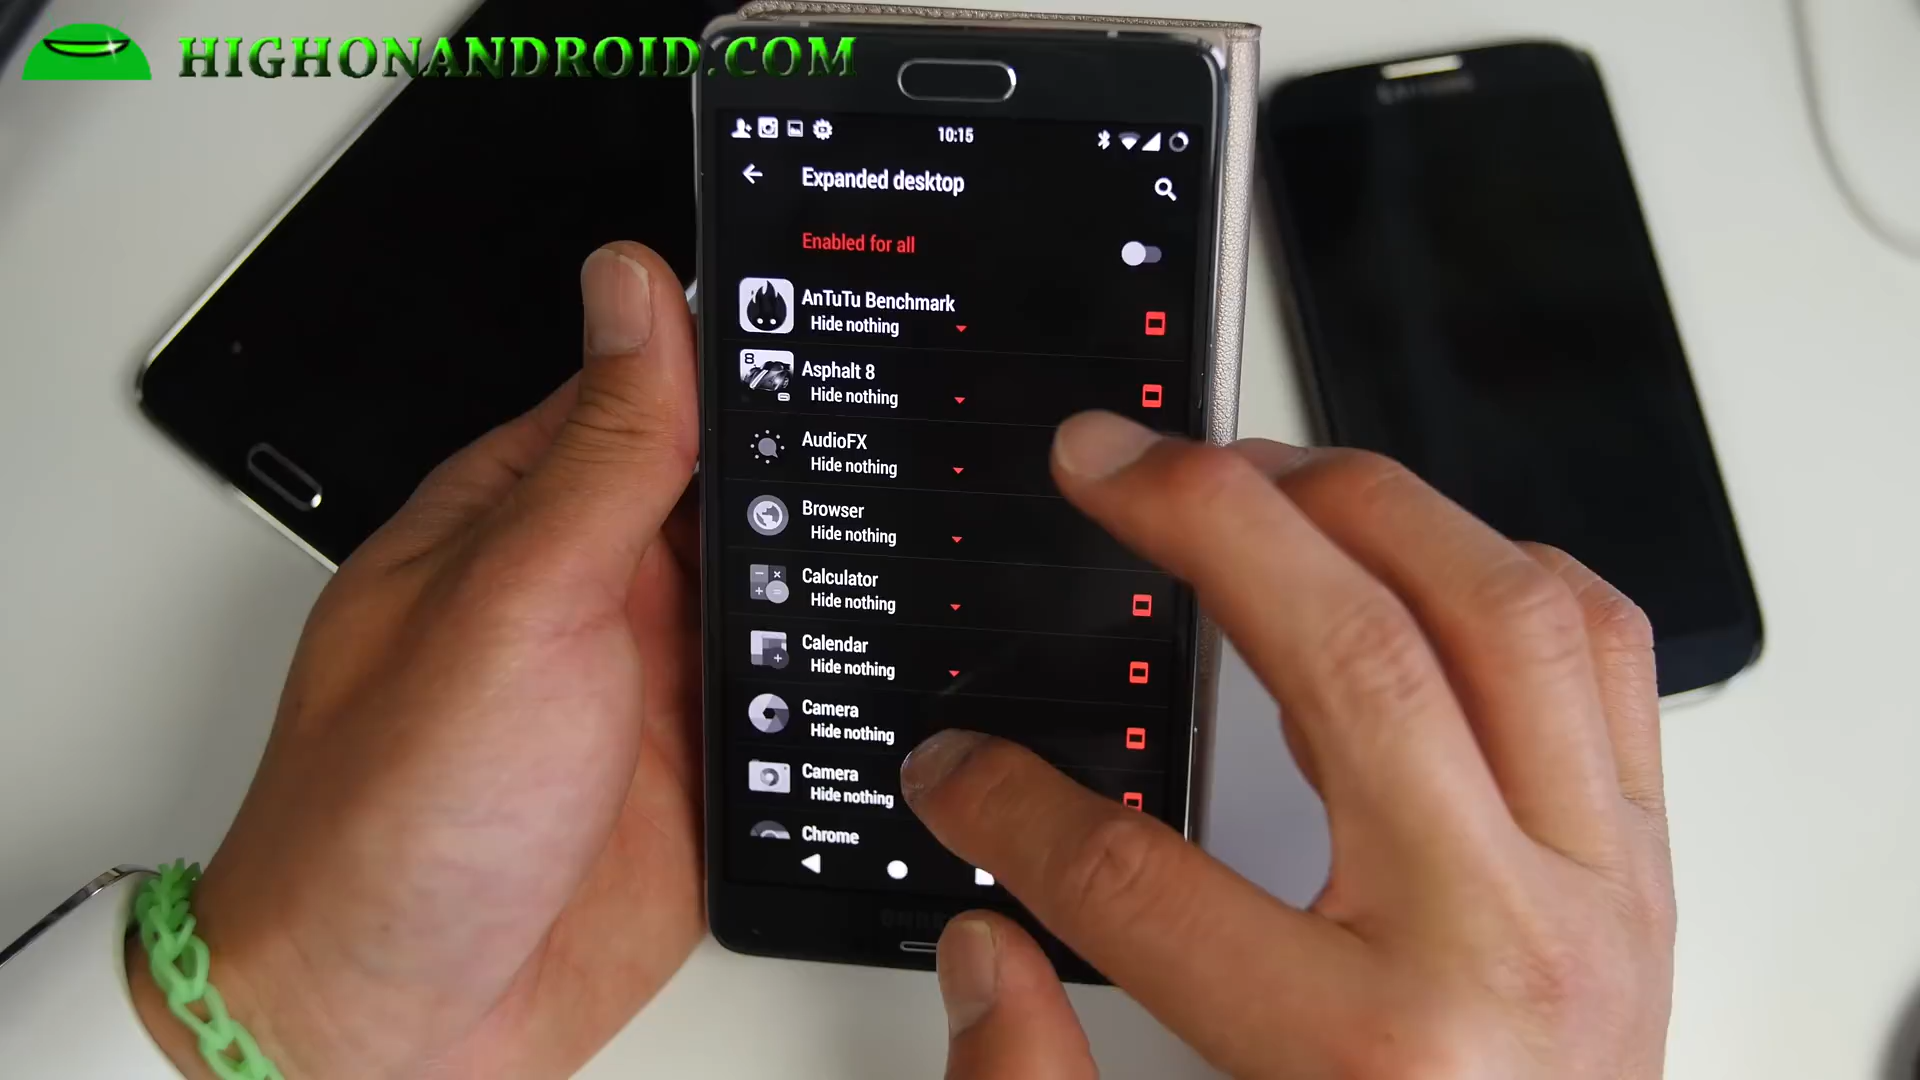 HIGHONANDROID.COM
10:15
Expanded desktop
Enabled for all
AnTuTu Benchmark
Hide nothing
8
Asphalt 8
Hide nothing
AudioFX
Hide nothing
Browser
Hide nothing
Calculator
Hide nothing
Calendar
Hide nothing
Camera
Hide nothing
Camera
Hide nothing
Chrome